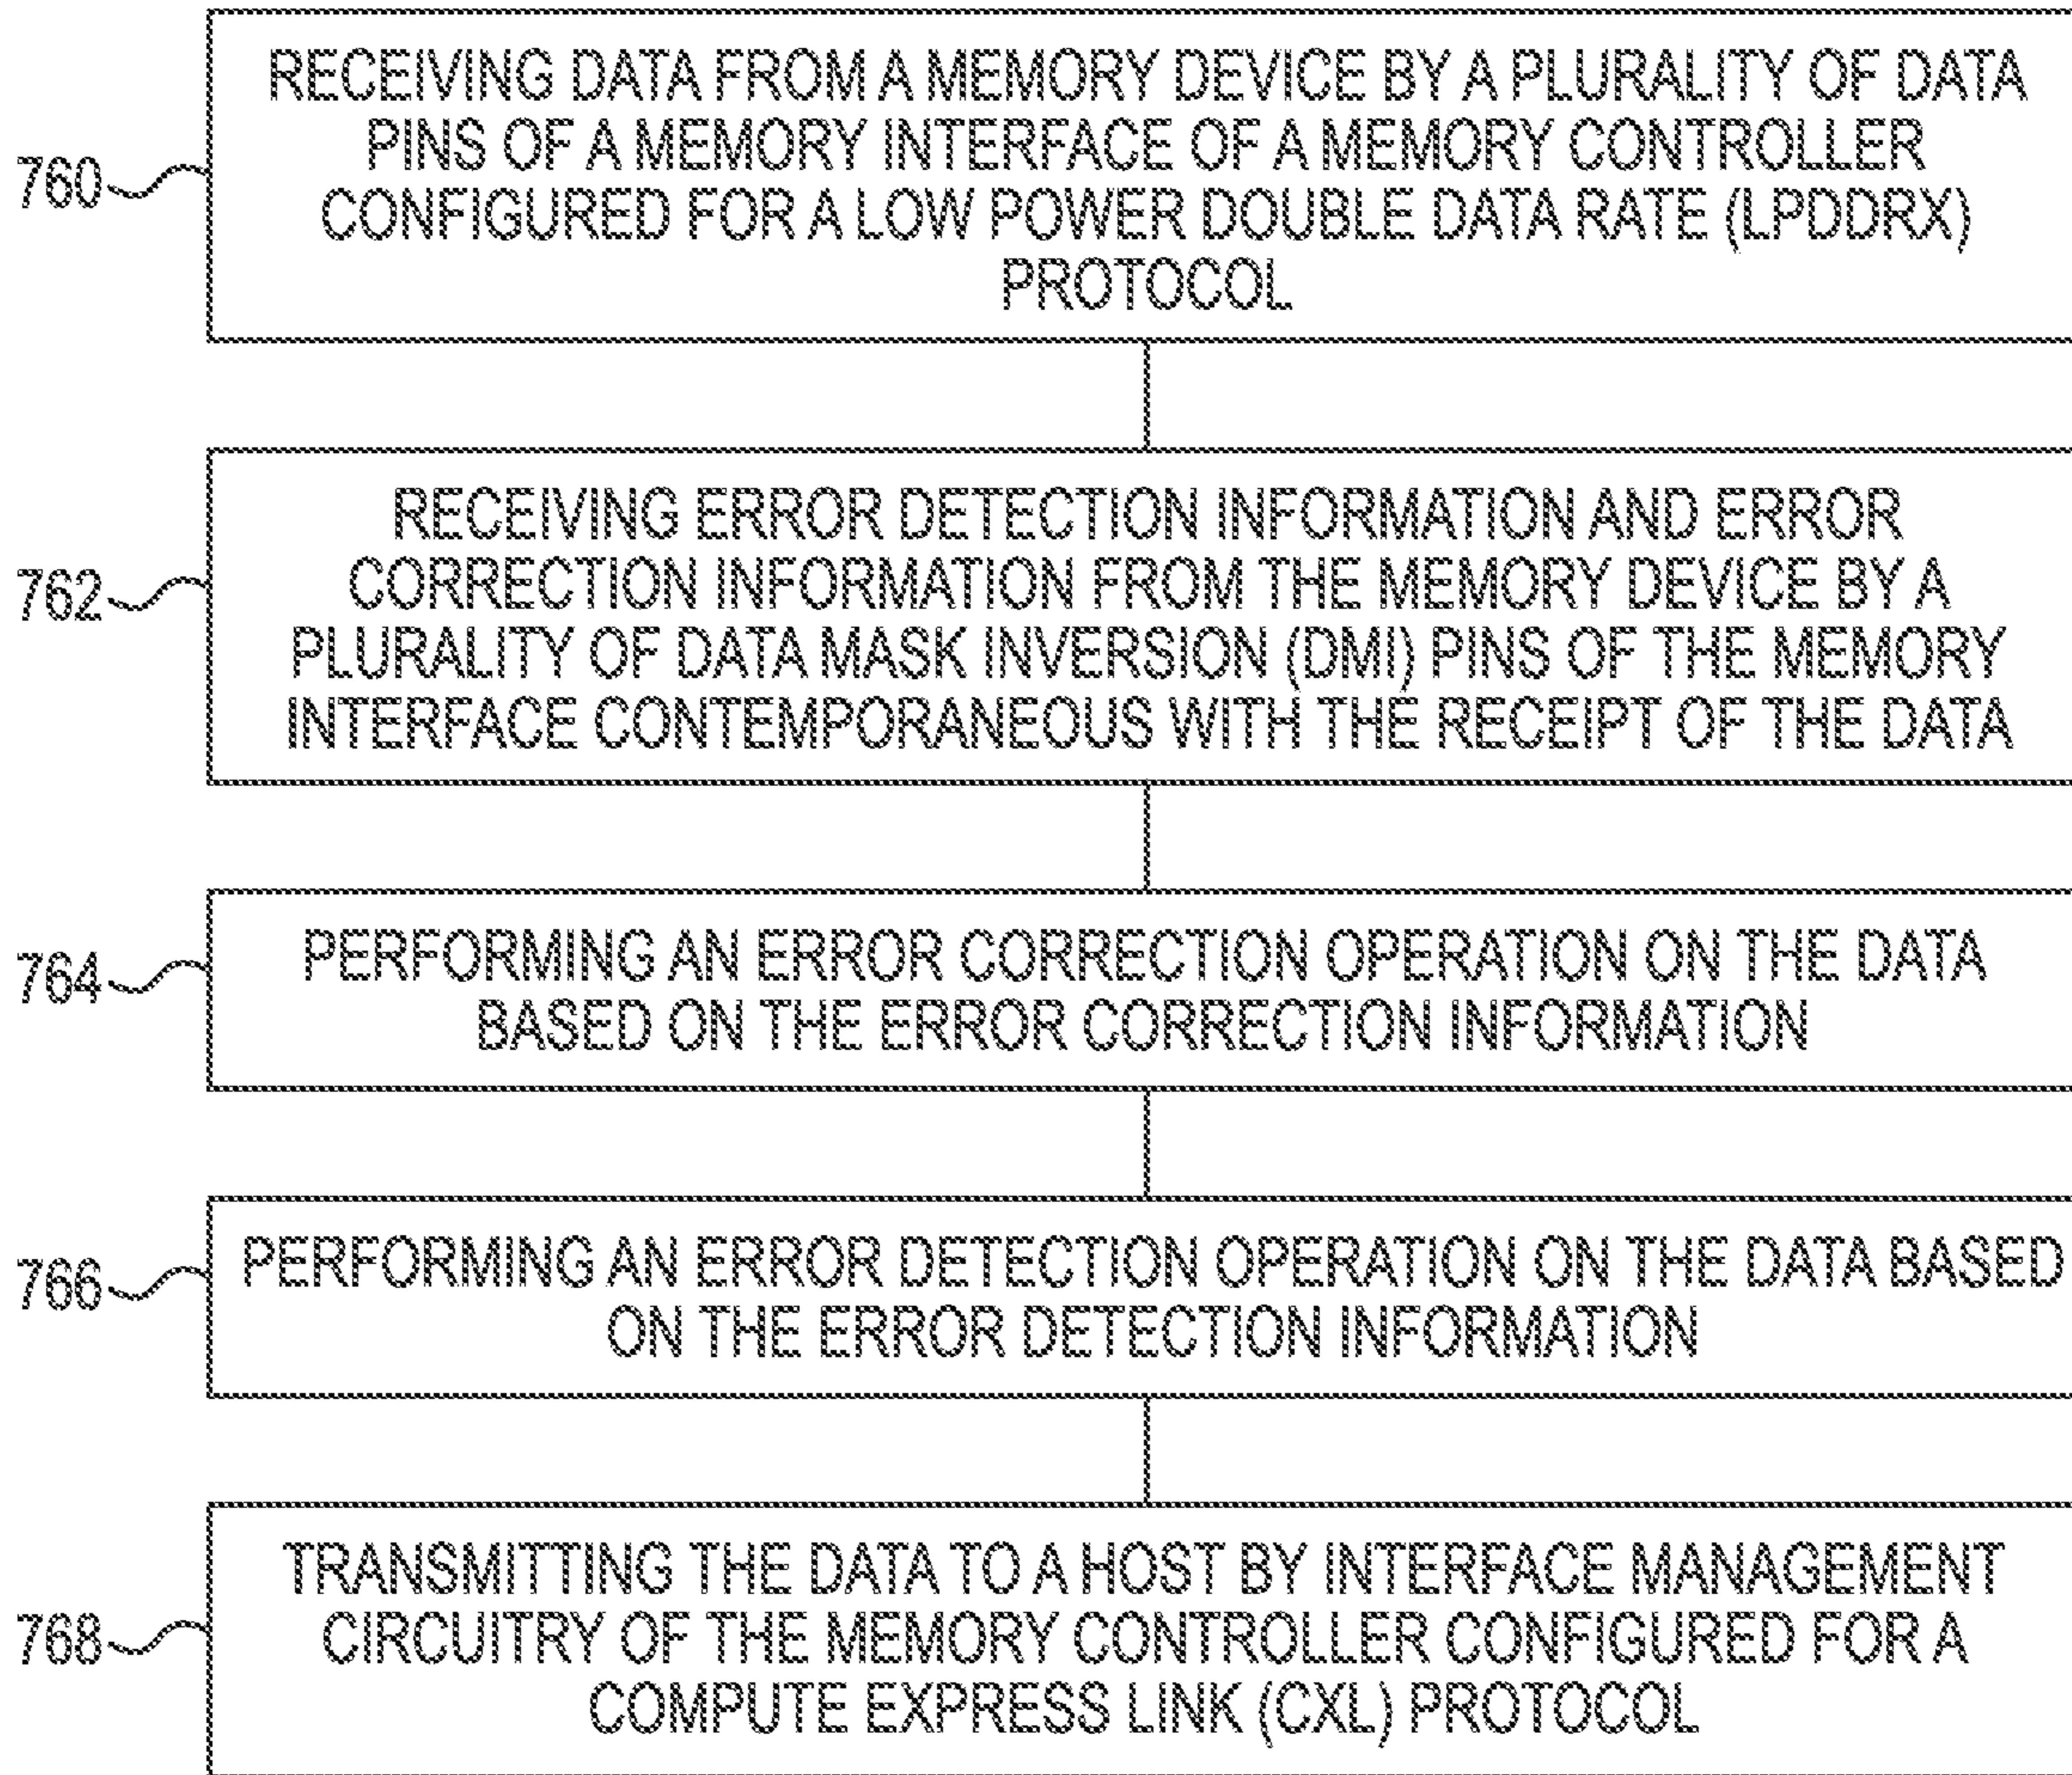 RECEIVING DATA FROM A MEMORY DEVICE BY A PLURALITY OF DATA
PINS OF A MEMORY INTERFACE OF A MEMORY CONTROLLER
760
CONFIGURED FOR A LOW POWER DOUBLE DATA RATE (LPDDRX)
PROTOCOL
RECEIVING ERROR DETECTION INFORMATION AND ERROR
762
CORRECTION INFORMATION FROM THE MEMORY DEVICE BY A
PLURALITY OF DATA MASK INVERSION (DMI) PINS OF THE MEMORY
INTERFACE CONTEMPORANEOUS WITH THE RECEIPT OF THE DATA
764
PERFORMING AN ERROR CORRECTION OPERATION ON THE DATA
BASED ON THE ERROR CORRECTION INFORMATION
766
PERFORMING AN ERROR DETECTION OPERATION ON THE DATA BASED
ON THE ERROR DETECTION INFORMATION
TRANSMITTING THE DATA TO A HOST BY INTERFACE MANAGEMENT
768
CIRCUITRY OF THE MEMORY CONTROLLER CONFIGURED FOR A
COMPUTE EXPRESS LINK (CXL) PROTOCOL